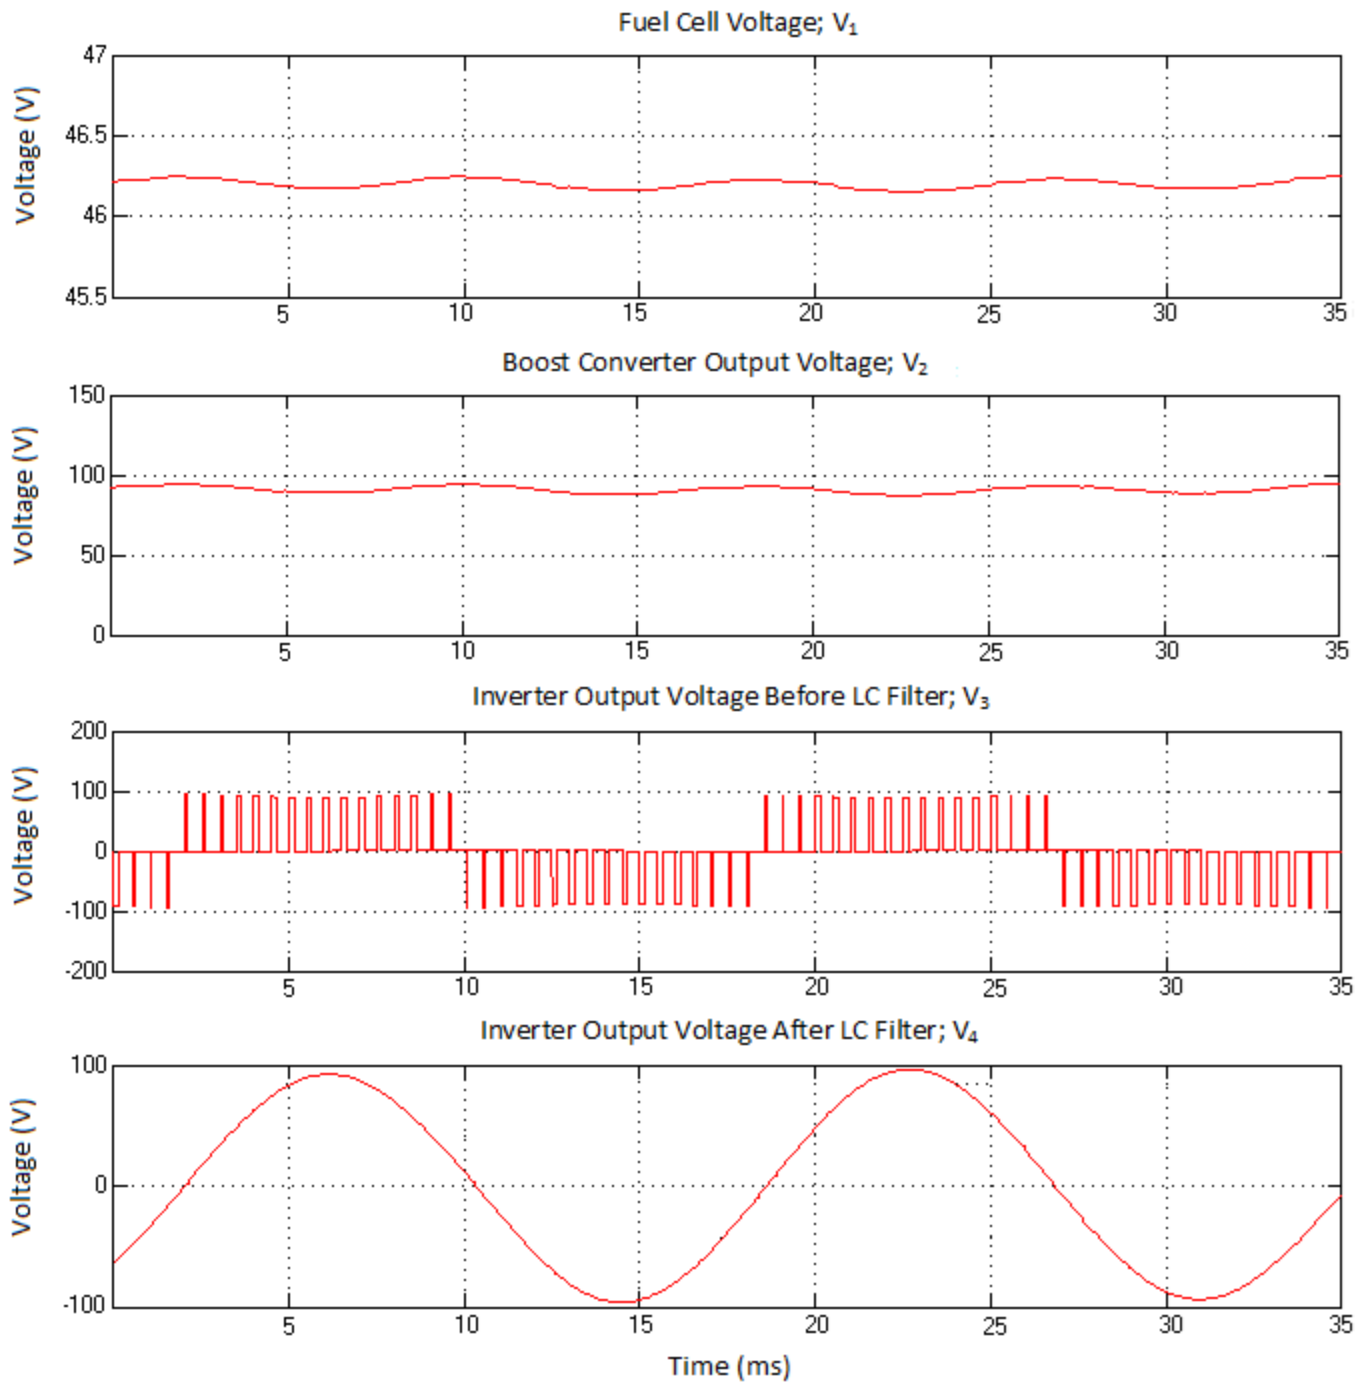 Fuel Cell Voltage; V₁
47
46.5
46
45.5
Voltage (V)
5 10 15 20 25 30 35
Boost Converter Output Voltage; V₂
150
100
50
0
Voltage (V)
5 10 15 20 25 30 35
Inverter Output Voltage Before LC Filter; V₃
200
100
0
-100
-200
Voltage (V)
5 10 15 20 25 30 35
Inverter Output Voltage After LC Filter; V₄
100
0
-100
Voltage (V)
5 10 15 20 25 30 35
Time (ms)